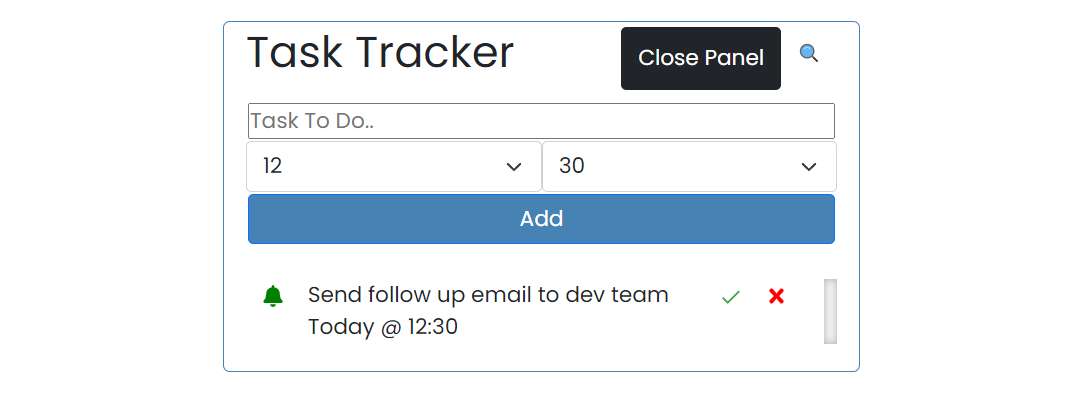 Task Tracker
Close Panel
Task To Do..
12
30
Add
Send follow up email to dev team
Today @ 12:30